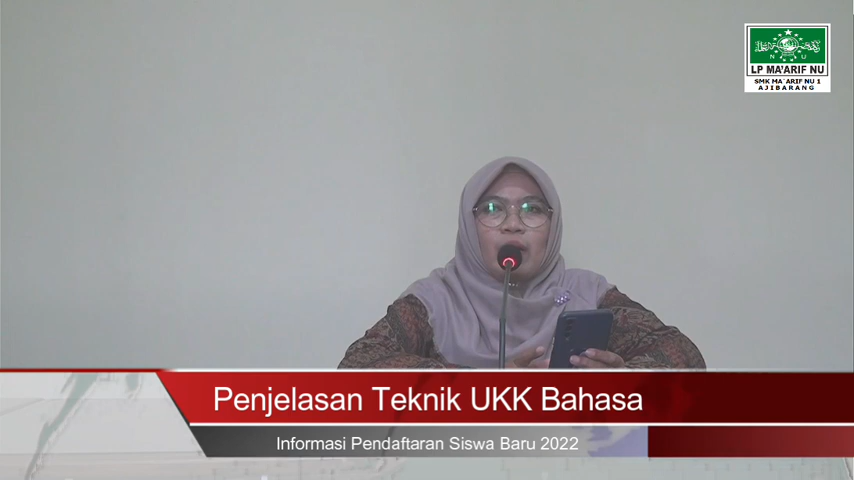 N U
LP MA'ARIF NU
SMK MA`ARIF NU 1
AJIBARANG
Penjelasan Teknik UKK Bahasa
Informasi Pendaftaran Siswa Baru 2022